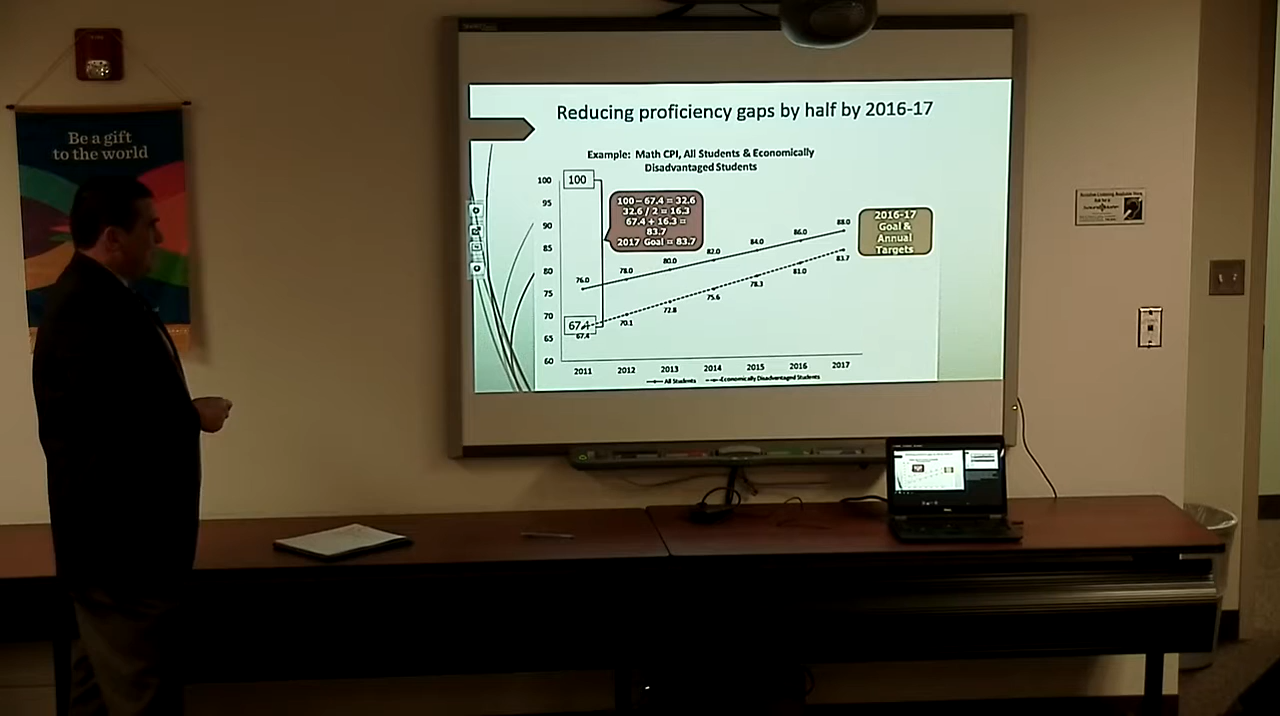 Be a gift
to the world
Reducing proficiency gaps by half by 2016-17
Example: Math CPI, All Students & Economically
Disadvantaged Students
100
95
90
85
80
75
70
65
60
100
67.4
67.4
100 – 67.4 = 32.6
32.6 / 2 = 16.3
67.4 + 16.3 =
83.7
2017 Goal = 83.7
76.0
78.0
80.0
82.0
84.0
86.0
88.0
70.1
72.8
75.6
78.3
81.0
83.7
2016-17
Goal &
Annual
Targets
2011 2012 2013 2014 2015 2016 2017
All Students Economically Disadvantaged Students